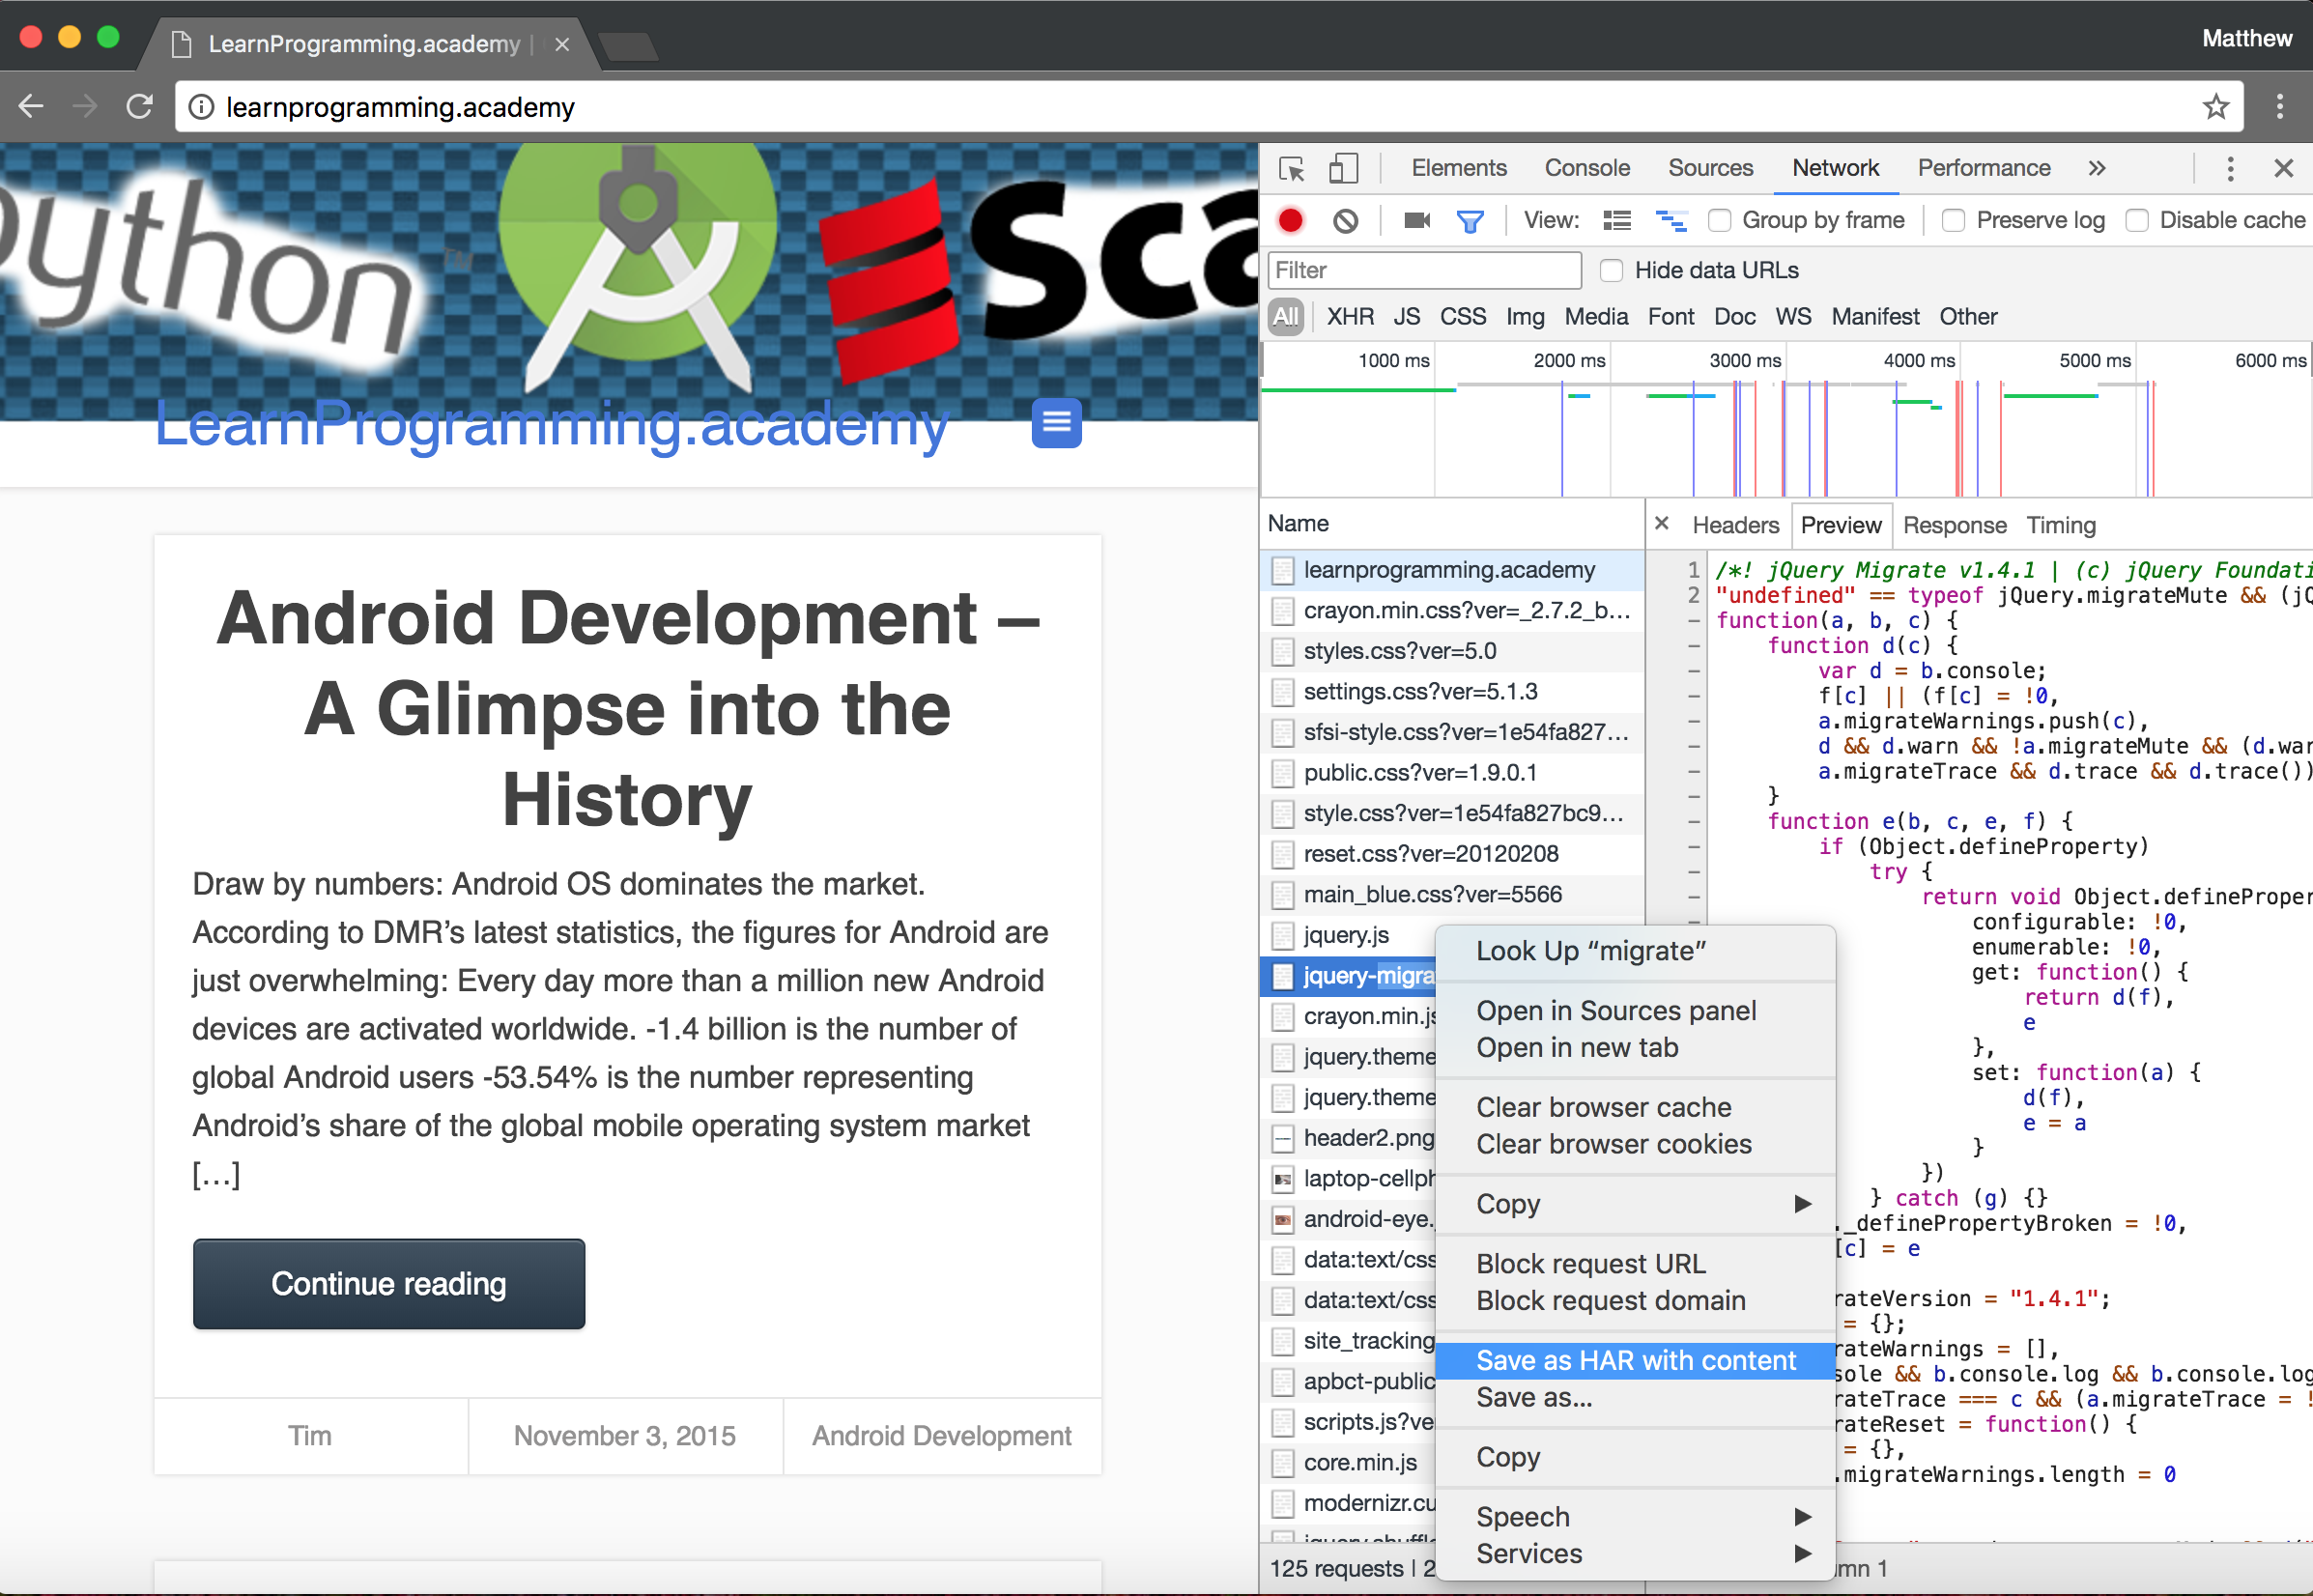 LearnProgramming.academy |
Matthew
learnprogramming.academy
python
TM
Sca
LearnProgramming.academy
Android Development –
A Glimpse into the
History
Draw by numbers: Android OS dominates the market.
According to DMR’s latest statistics, the figures for Android are
just overwhelming: Every day more than a million new Android
devices are activated worldwide. -1.4 billion is the number of
global Android users -53.54% is the number representing
Android’s share of the global mobile operating system market
[…]
Continue reading
Tim
November 3, 2015
Android Development
Elements Console Sources Network Performance »
View: Group by frame Preserve log Disable cache
Filter Hide data URLs
All XHR JS CSS Img Media Font Doc WS Manifest Other
1000 ms 2000 ms 3000 ms 4000 ms 5000 ms 6000 ms
Name
learnprogramming.academy
crayon.min.css?ver=_2.7.2_b...
styles.css?ver=5.0
settings.css?ver=5.1.3
sfsi-style.css?ver=1e54fa827...
public.css?ver=1.9.0.1
style.css?ver=1e54fa827bc9...
reset.css?ver=20120208
main_blue.css?ver=5566
jquery.js
jquery-migra
crayon.min.js
jquery.theme
jquery.theme
header2.png
laptop-cellph
android-eye.
data:text/css
data:text/css
site_tracking
apbct-public
scripts.js?ve
core.min.js
modernizr.cu
jquery.shuffle
125 requests | 2
Look Up “migrate”
Open in Sources panel
Open in new tab
Clear browser cache
Clear browser cookies
Copy
Block request URL
Block request domain
Save as HAR with content
Save as...
Copy
Speech
Services
× Headers Preview Response Timing
1 /*! jQuery Migrate v1.4.1 | (c) jQuery Foundati
2 "undefined" == typeof jQuery.migrateMute && (jQ
- function(a, b, c) {
- function d(c) {
- var d = b.console;
- f[c] || (f[c] = !0,
- a.migrateWarnings.push(c),
- d && d.warn && !a.migrateMute && (d.war
- a.migrateTrace && d.trace && d.trace())
- }
- function e(b, c, e, f) {
- if (Object.defineProperty)
- try {
- return void Object.defineProper
- configurable: !0,
enumerable: !0,
get: function() {
return d(f),
e
},
set: function(a) {
d(f),
e = a
}
})
} catch (g) {}
._definePropertyBroken = !0,
[c] = e
rateVersion = "1.4.1";
= {};
rateWarnings = [],
sole && b.console.log && b.console.log
rateTrace === c && (a.migrateTrace = !
rateReset = function() {
= {},
.migrateWarnings.length = 0
mn 1